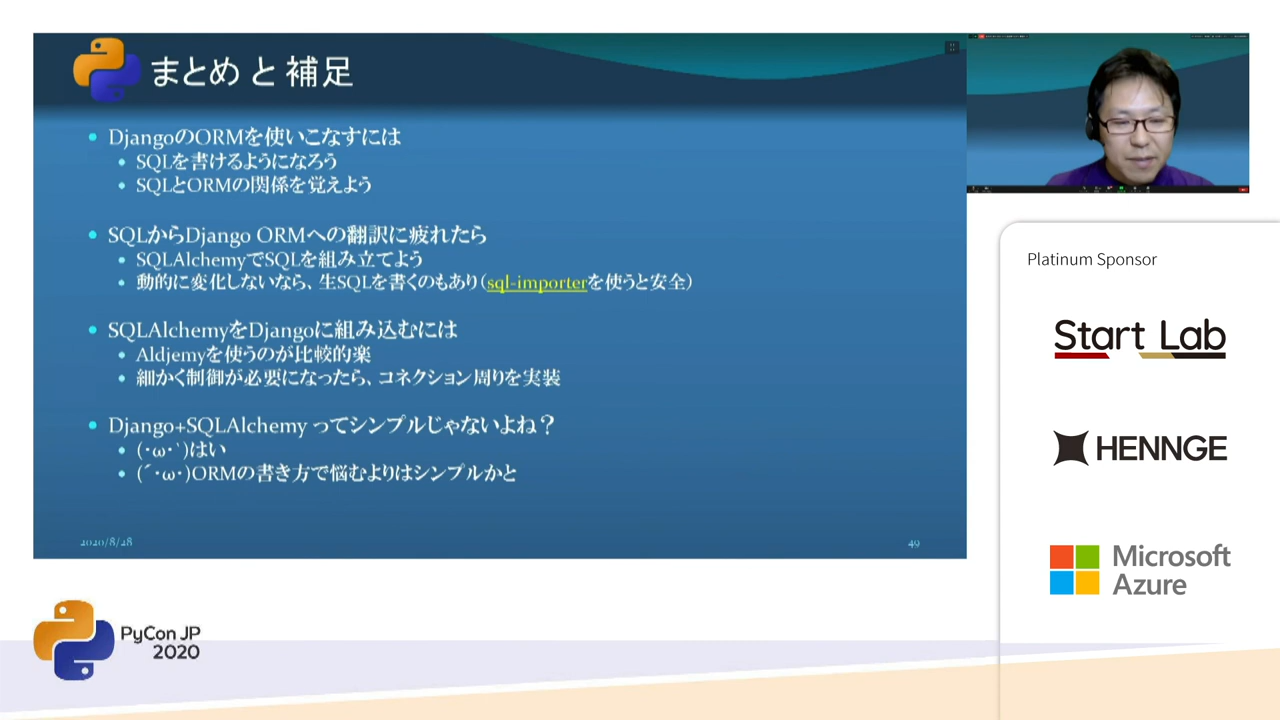 まとめ と 補足
DjangoのORMを使いこなすには
SQLを書けるようになろう
SQLとORMの関係を覚えよう
SQLからDjango ORMへの翻訳に疲れたら
SQLAlchemyでSQLを組み立てよう
動的に変化しないなら、生SQLを書くのもあり(sql-importerを使うと安全)
SQLAlchemyをDjangoに組み込むには
Aldjemyを使うのが比較的楽
細かく制御が必要になったら、コネクション周りを実装
Django+SQLAlchemy ってシンプルじゃないよね？
(･ω･`)はい
(´･ω･)ORMの書き方で悩むよりはシンプルかと
2020/8/28
49
Platinum Sponsor
Start Lab
HENNGE
Microsoft
Azure
PyCon JP
2020